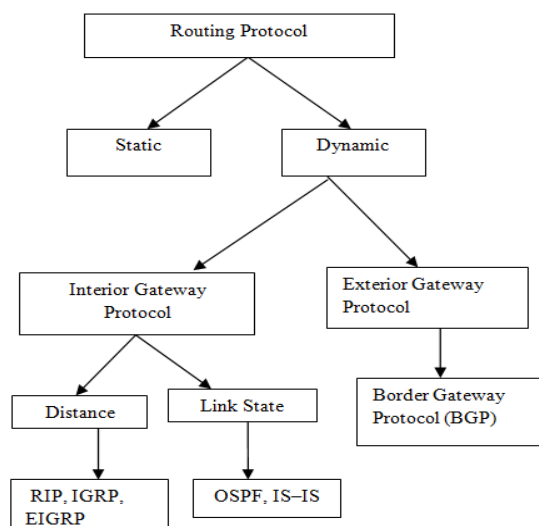 Routing Protocol
Static
Dynamic
Interior Gateway
Protocol
Exterior Gateway
Protocol
Distance
Link State
Border Gateway
Protocol (BGP)
RIP, IGRP,
EIGRP
OSPF, IS–IS